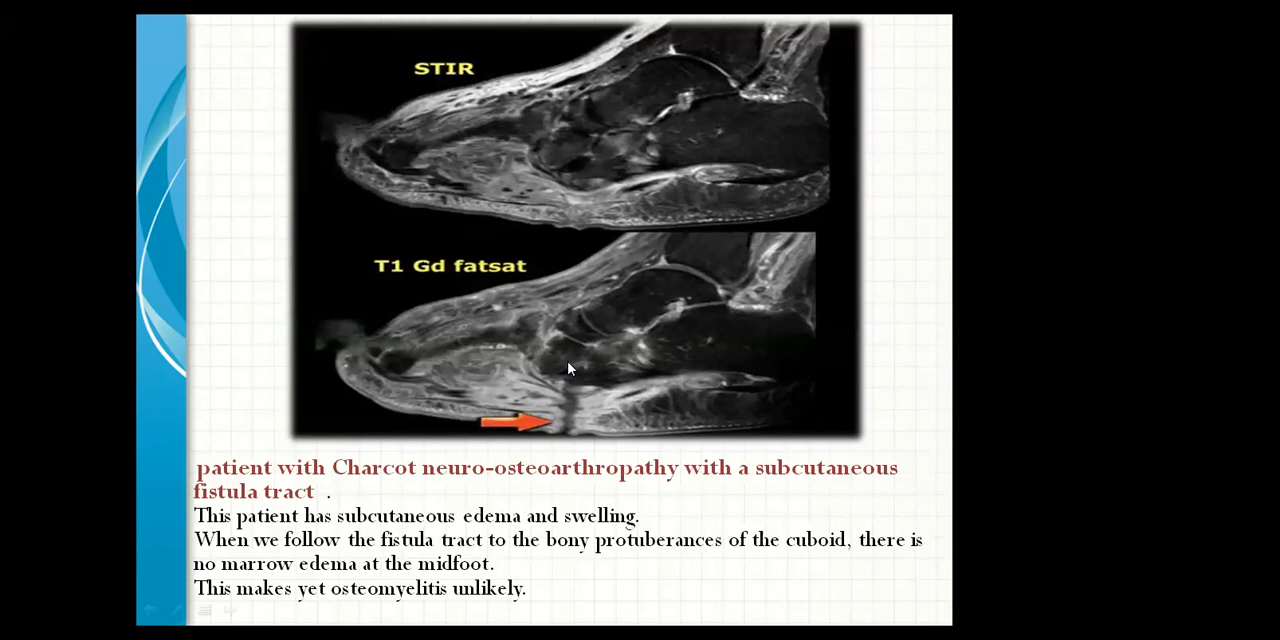 STIR
T1 Gd fatsat
patient with Charcot neuro-osteoarthropathy with a subcutaneous
fistula tract .
This patient has subcutaneous edema and swelling.
When we follow the fistula tract to the bony protuberances of the cuboid, there is
no marrow edema at the midfoot.
This makes yet osteomyelitis unlikely.